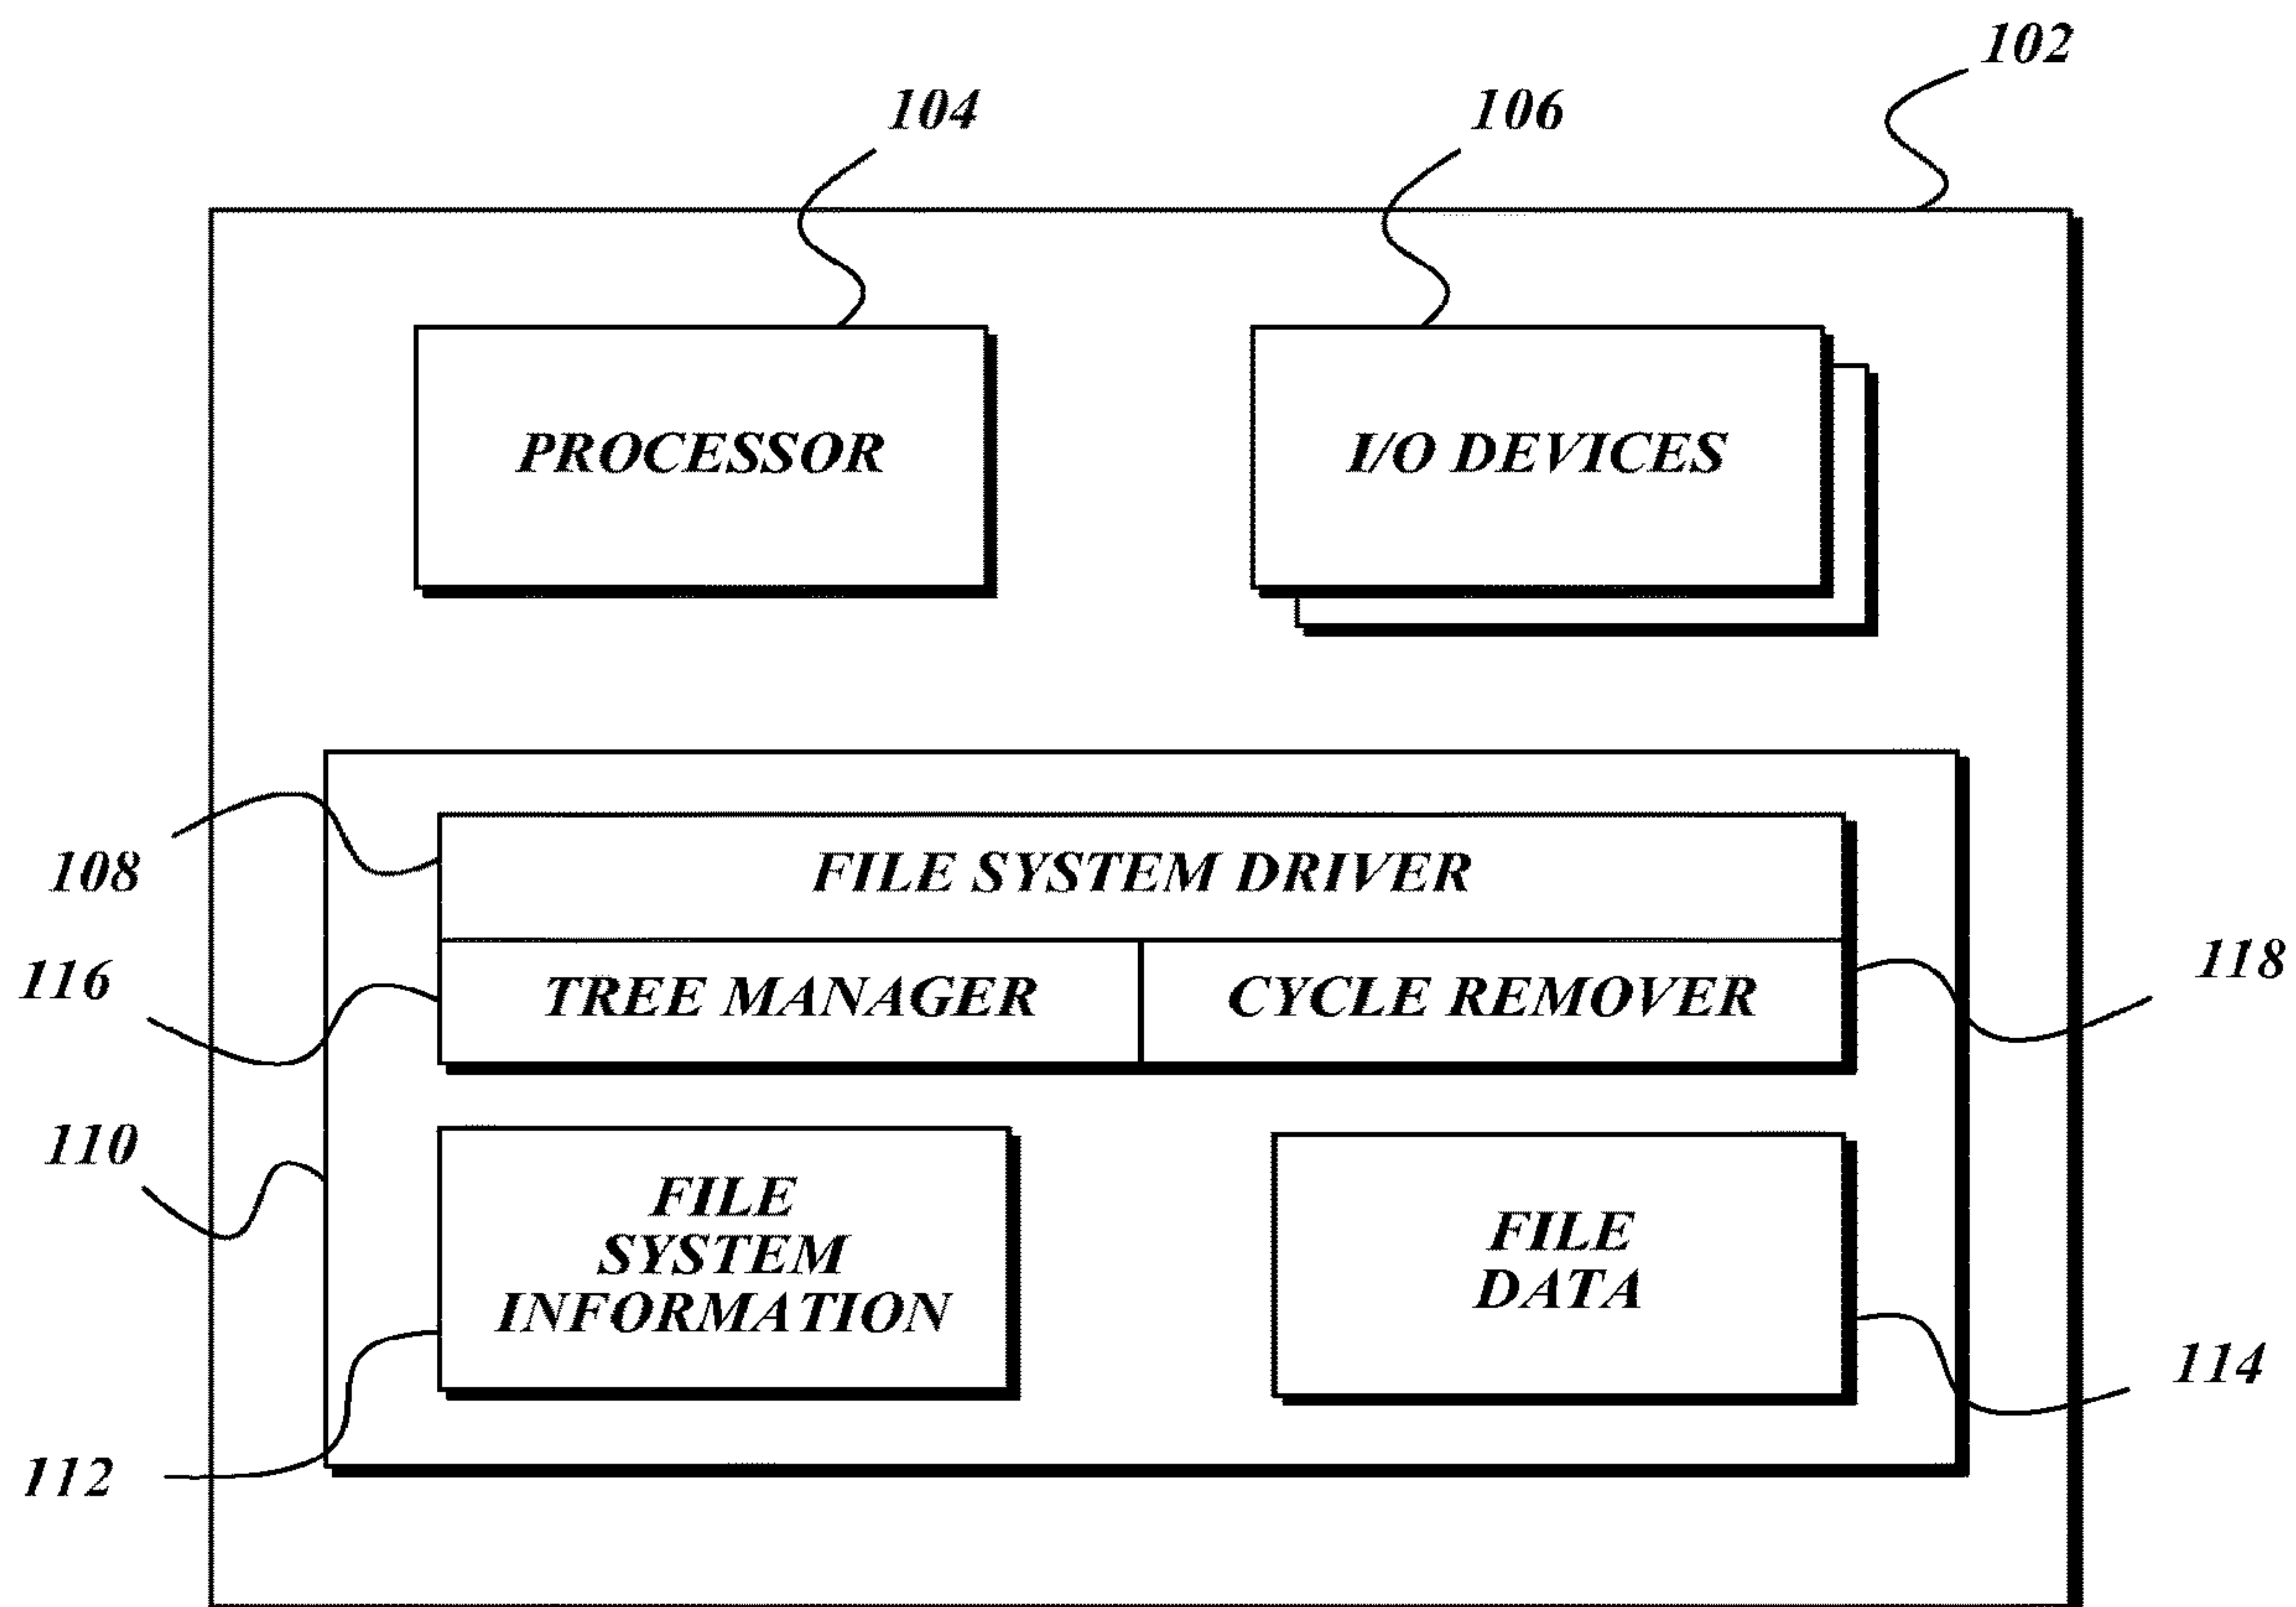 102
104
106
PROCESSOR
I/O DEVICES
108
FILE SYSTEM DRIVER
116
TREE MANAGER
CYCLE REMOVER
118
110
FILE
SYSTEM
INFORMATION
FILE
DATA
112
114